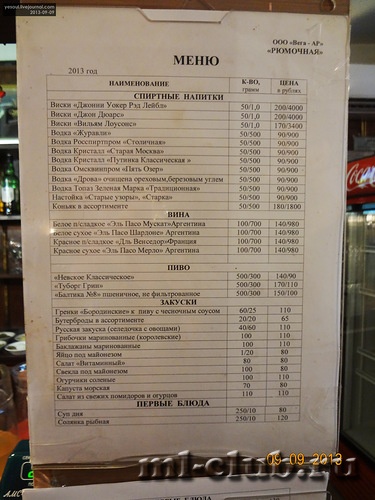 yesoul.livejournal.com
2013-09-09
ООО «Вега - АР»
«РЮМОЧНАЯ»
МЕНЮ
2013 год
НАИМЕНОВАНИЕ К-ВО, грамм ЦЕНА в рублях
СПИРТНЫЕ НАПИТКИ
Виски «Джонни Уокер Рэд Лейбл» 50/1,0 200/4000
Виски «Джон Дюарс» 50/1,0 200/4000
Виски «Вильям Лоусонс» 50/1,0 170/3400
Водка «Журавли» 50/500 90/900
Водка Росспиртпром «Столичная» 50/500 90/900
Водка Кристалл «Старая Москва» 50/500 90/900
Водка Кристалл «Путинка Классическая » 50/500 90/900
Водка Омсквинпром «Пять Озер» 50/500 90/900
Водка «Дрова» очищена ореховым,березовым углем 50/500 90/900
Водка Топаз Зеленая Марка «Традиционная» 50/500 90/900
Настойка «Старые узоры», «Старка» 50/500 90/900
Коньяк в ассортименте 50/500 180/1800
ВИНА
Белое п/сладкое «Эль Пасо Мускат»Аргентина 100/700 140/980
Белое сухое «Эль Пасо Шардоне» Аргентина 100/700 140/980
Красное п/сладкое «Дль Венседор»Франция 100/700 140/980
Красное сухое «Эль Пасо Мерло» Аргентина 100/700 140/980
ПИВО
«Невское Классическое» 500/300 140/90
«Туборг Грин» 500/300 170/110
«Балтика №8» пшеничное, не фильтрованное 500/300 150/100
ЗАКУСКИ
Гренки «Бородинские» к пиву с чесночным соусом 60/25 110
Бутерброды в ассортименте 20/20 65
Русская закуска (селедочка с овощами) 40/60 110
Грибочки маринованные (королевские) 100 110
Баклажаны маринованные 100 110
Яйцо под майонезом 1/20 80
Салат «Витаминный» 100 80
Свекла под майонезом 100 80
Огурчики соленые 100 110
Капуста морская 70 80
Салат из свежих помидоров и огурцов 110 110
ПЕРВЫЕ БЛЮДА
Суп дня 250/10 80
Солянка рыбная 250/10 120
09 09 2013
ml-club.ru